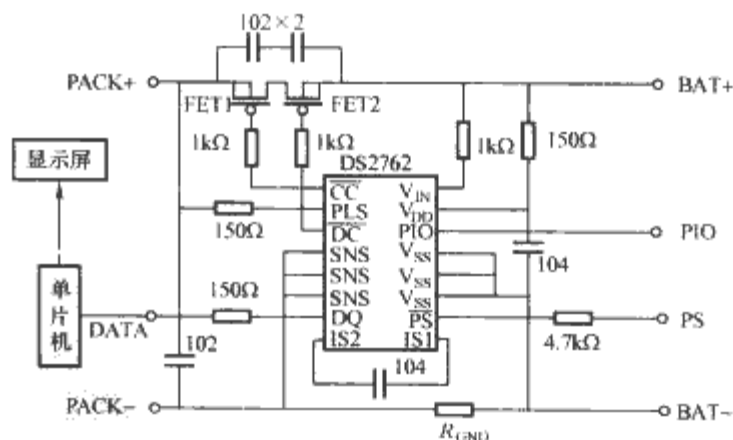 102×2
PACK+
BAT+
FET1
FET2
1kΩ
1kΩ
1kΩ
150Ω
显示屏
DS2762
CC
PLS
DC
SNS
SNS
SNS
DQ
IS2
VIN
VDD
PIO
VSS
VSS
VSS
PS
IS1
150Ω
PIO
104
150Ω
单片机
DATA
PS
4.7kΩ
102
104
PACK-
RGND
BAT-